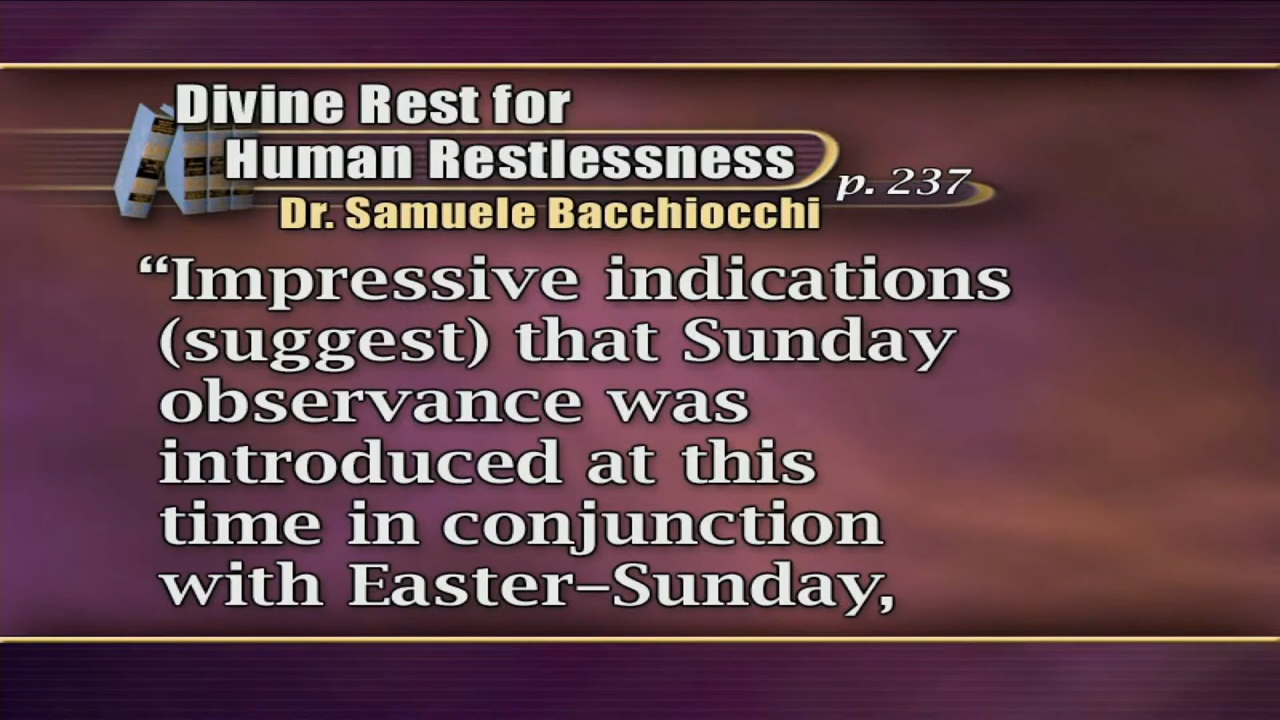 Divine Rest for
Human Restlessness
p. 237
Dr. Samuele Bacchiocchi
“Impressive indications
(suggest) that Sunday
observance was
introduced at this
time in conjunction
with Easter–Sunday,